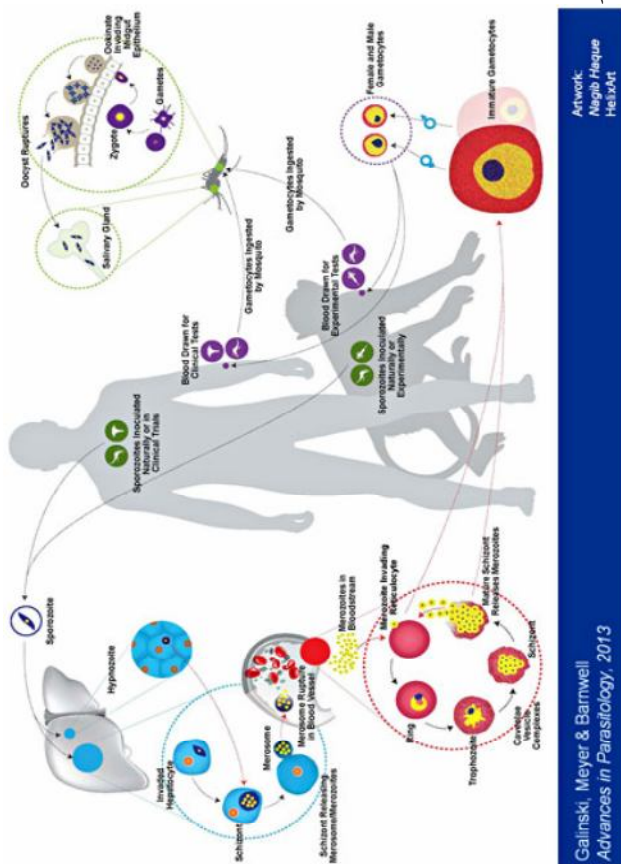 Oocyst Ruptures
Ookinate
Invading
Midgut
Epithelium
Zygote
Gametes
Salivary Gland
Gametocytes Ingested
by Mosquito
Gametocytes Ingested
by Mosquito
Female and Male
Gametocytes
Immature Gametocytes
Blood Drawn for
Clinical Tests
Blood Drawn for
Experimental Tests
Sporozoites Inoculated
Naturally or in
Clinical Trials
Sporozoites Inoculated
Naturally or
Experimentally
Sporozoite
Hypnozoite
Invaded
Hepatocyte
Schizont
Merosome
Schizont Releasing
Merosome/Merozoites
Merosome Rupture
in Blood Vessel
Merozoites in
Bloodstream
Merozoite Invading
Reticulocyte
Ring
Trophozoite
Caveolae
Vesicle
Complexes
Schizont
Mature Schizont
Releases Merozoites
Galinski, Meyer & Barnwell
Advances in Parasitology, 2013
Artwork:
Nagib Haque
HelixArt